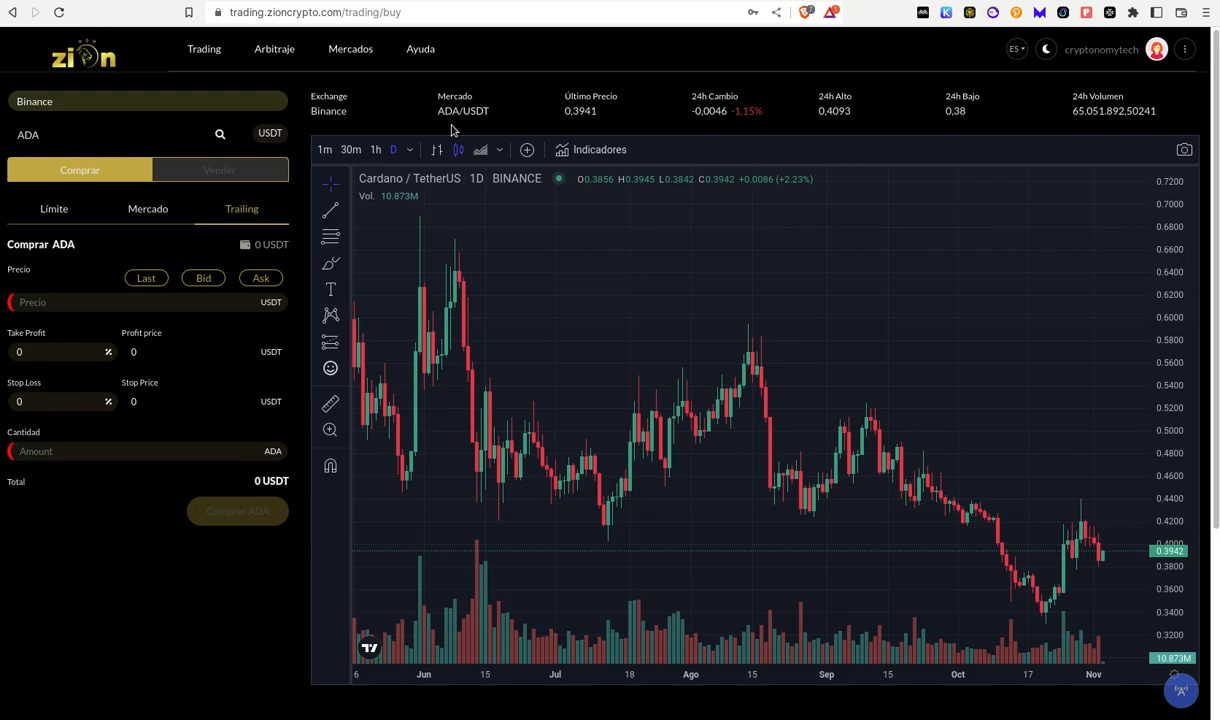 trading.zioncrypto.com/trading/buy
zion
Trading
Arbitraje
Mercados
Ayuda
ES
cryptonomytech
Binance
ADA
USDT
Comprar
Vender
Límite
Mercado
Trailing
Comprar ADA
0 USDT
Precio
Last
Bid
Ask
Precio
USDT
Take Profit
Profit price
0
%
0
USDT
Stop Loss
Stop Price
0
%
0
USDT
Cantidad
Amount
ADA
Total
0 USDT
Comprar ADA
Exchange
Binance
Mercado
ADA/USDT
Último Precio
0,3941
24h Cambio
-0,0046 -1,15%
24h Alto
0,4093
24h Bajo
0,38
24h Volumen
65.051.892,50241
1m
30m
1h
D
Indicadores
Cardano / TetherUS · 1D · BINANCE
O0.3856 H0.3945 L0.3842 C0.3942 +0.0086 (+2.23%)
Vol. 10.873M
T
0.7200
0.7000
0.6800
0.6600
0.6400
0.6200
0.6000
0.5800
0.5600
0.5400
0.5200
0.5000
0.4800
0.4600
0.4400
0.4200
0.4000
0.3942
0.3800
0.3600
0.3400
0.3200
10.873M
6
Jun
15
Jul
18
Ago
15
Sep
15
Oct
17
Nov